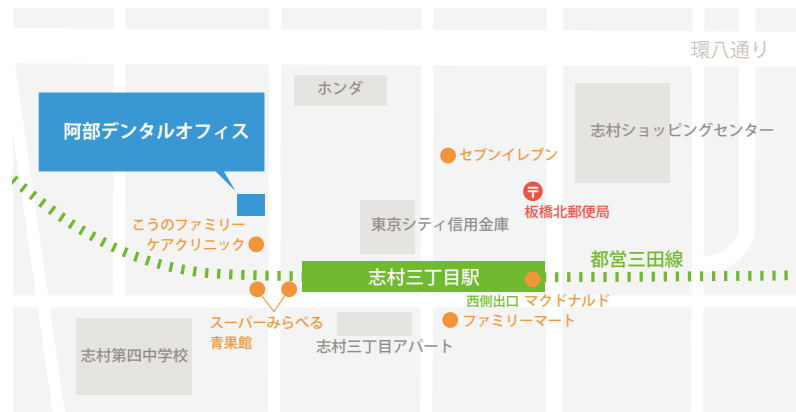 環八通り
ホンダ
阿部デンタルオフィス
志村ショッピングセンター
セブンイレブン
板橋北郵便局
こうのファミリー
ケアクリニック
東京シティ信用金庫
都営三田線
志村三丁目駅
西側出口
マクドナルド
スーパーみらべる
青果館
ファミリーマート
志村三丁目アパート
志村第四中学校